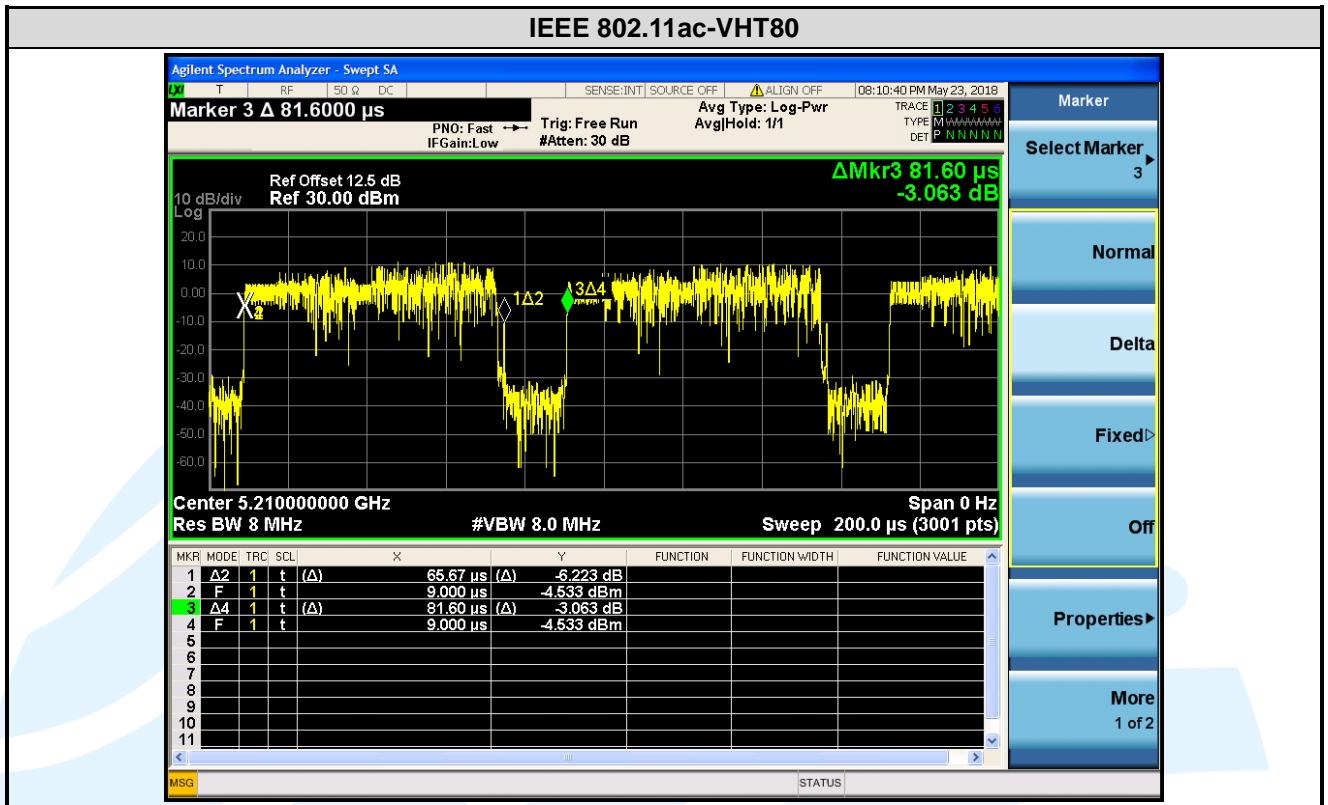 IEEE 802.11ac-VHT80
Agilent Spectrum Analyzer - Swept SA
LXI T RF 50 Ω DC SENSE:INT SOURCE OFF ALIGN OFF 08:10:40 PM May 23, 2018
Marker 3 Δ 81.6000 µs
PNO: Fast
IFGain:Low
Trig: Free Run
#Atten: 30 dB
Avg Type: Log-Pwr
Avg|Hold: 1/1
TRACE 1 2 3 4 5 6
TYPE M WWWWW
DET P N N N N N
Ref Offset 12.5 dB
Ref 30.00 dBm
10 dB/div
Log
ΔMkr3 81.60 µs
-3.063 dB
20.0
10.0
0.00
-10.0
-20.0
-30.0
-40.0
-50.0
-60.0
1Δ2
3Δ4
Center 5.210000000 GHz
Span 0 Hz
Res BW 8 MHz
#VBW 8.0 MHz
Sweep 200.0 µs (3001 pts)
MKR MODE TRC SCL X Y FUNCTION FUNCTION WIDTH FUNCTION VALUE
1 Δ2 1 t (Δ) 65.67 µs (Δ) -6.223 dB
2 F 1 t 9.000 µs -4.533 dBm
3 Δ4 1 t (Δ) 81.60 µs (Δ) -3.063 dB
4 F 1 t 9.000 µs -4.533 dBm
5
6
7
8
9
10
11
MSG
STATUS
Marker
Select Marker
3
Normal
Delta
Fixed
Off
Properties
More
1 of 2